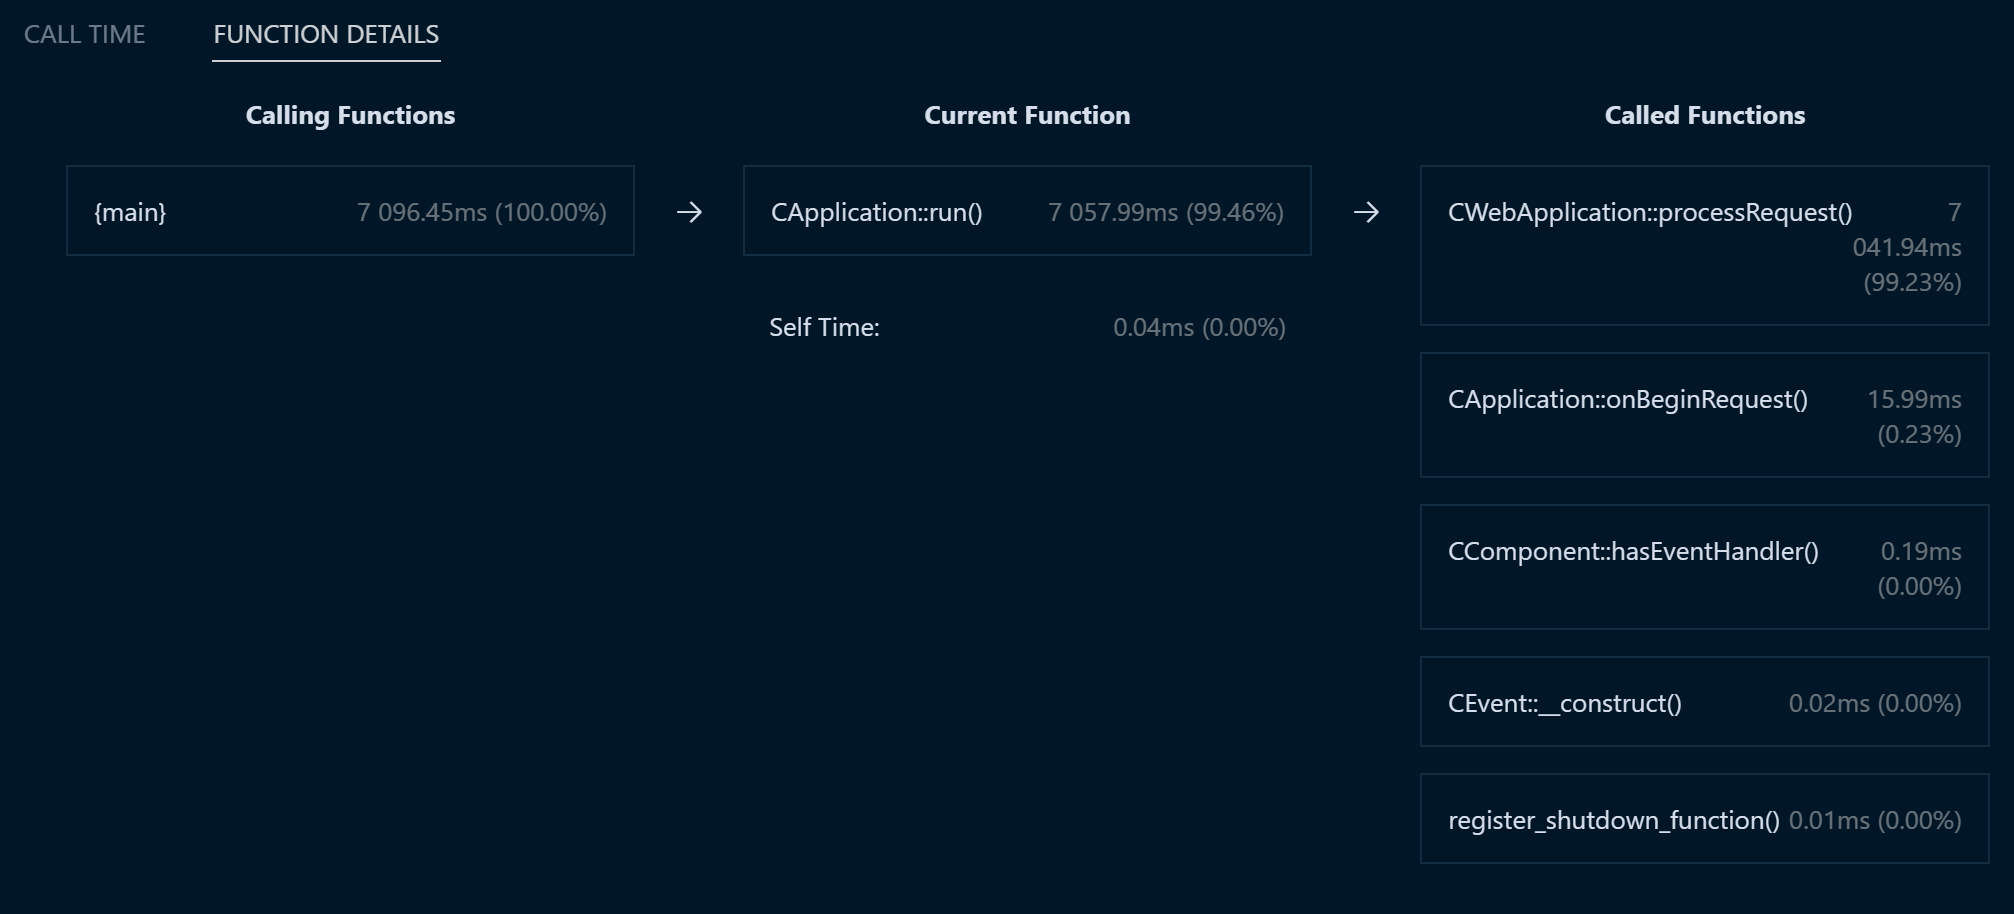 CALL TIME
FUNCTION DETAILS
Calling Functions
{main} 7 096.45ms (100.00%)
→
Current Function
CApplication::run() 7 057.99ms (99.46%)
Self Time: 0.04ms (0.00%)
→
Called Functions
CWebApplication::processRequest() 7
041.94ms
(99.23%)
CApplication::onBeginRequest() 15.99ms
(0.23%)
CComponent::hasEventHandler() 0.19ms
(0.00%)
CEvent::__construct() 0.02ms (0.00%)
register_shutdown_function() 0.01ms (0.00%)